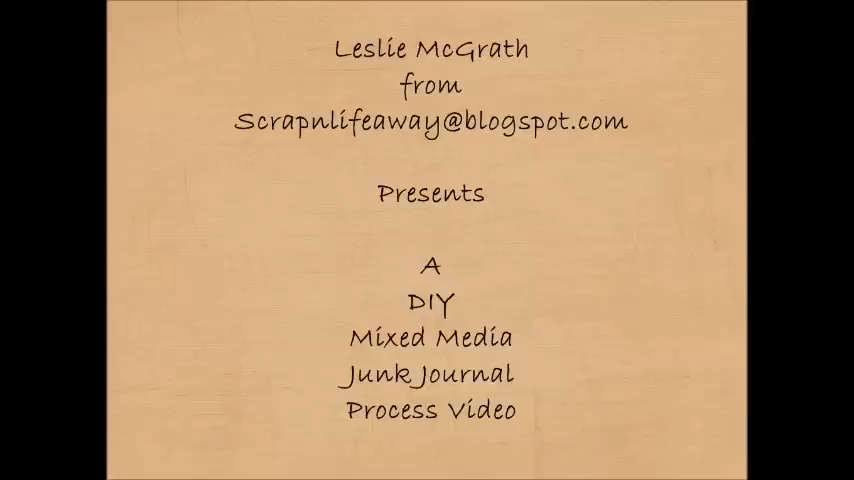 Leslie McGrath
from
Scrapnlifeaway@blogspot.com
Presents
A
DIY
Mixed Media
Junk Journal
Process Video